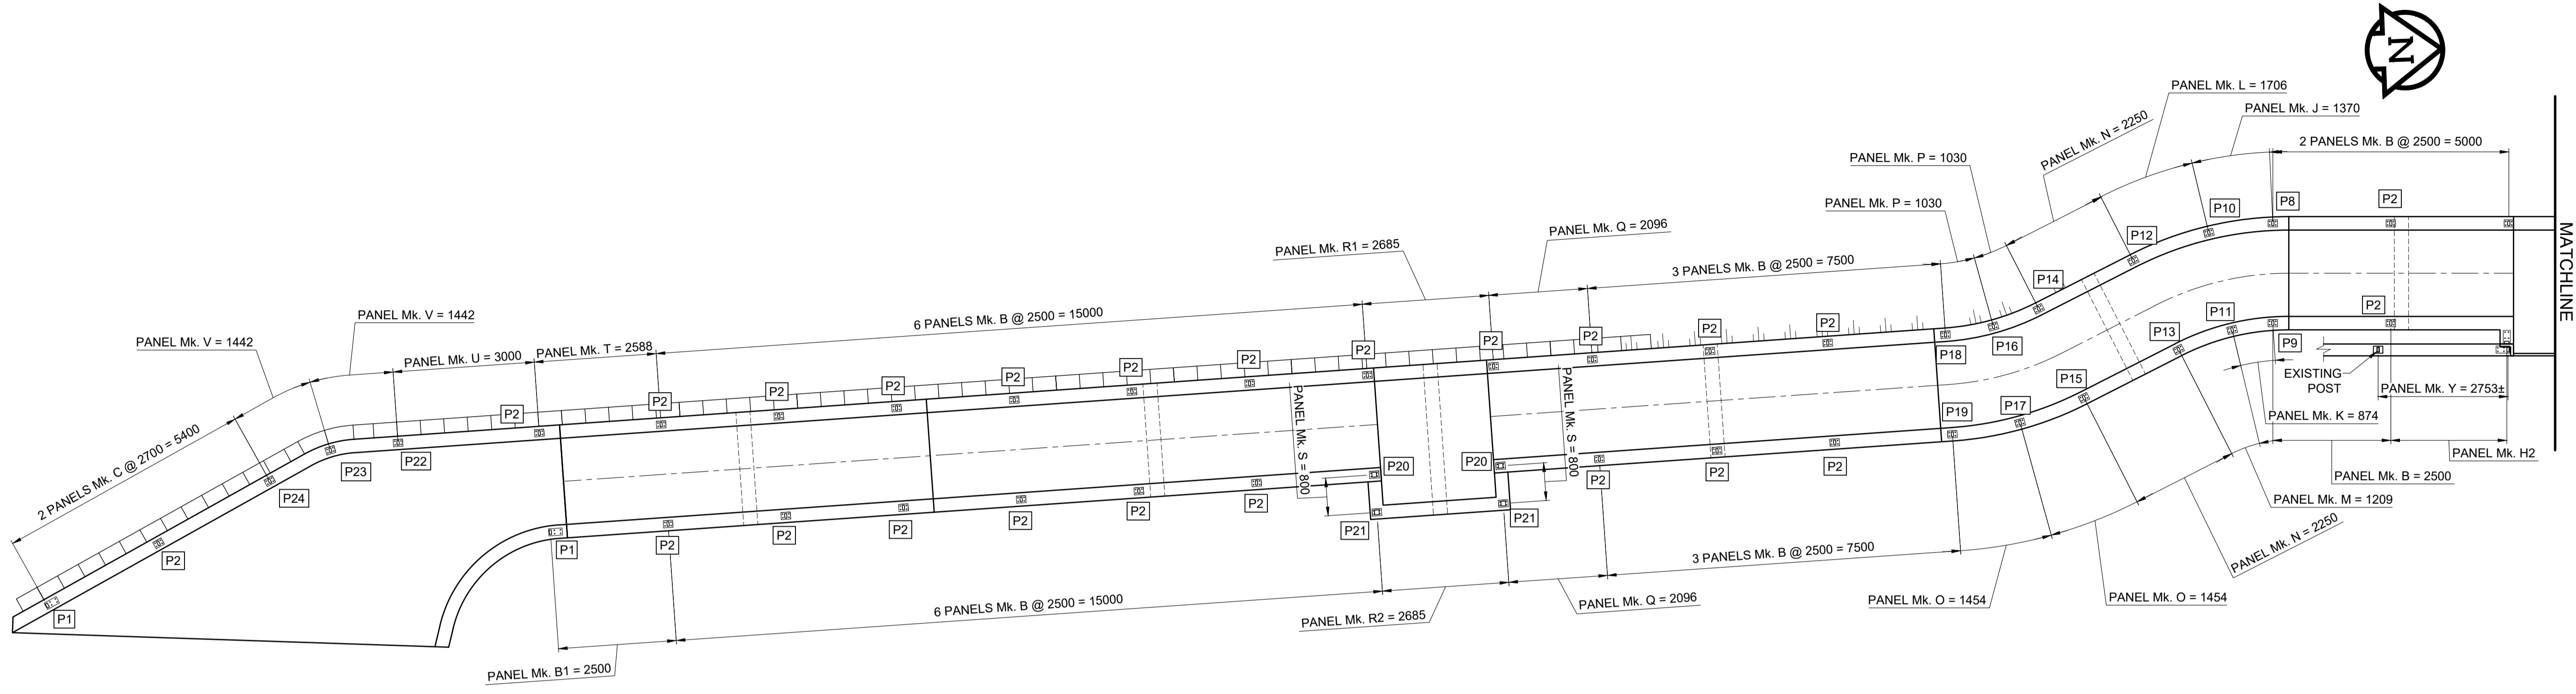 N
PANEL Mk. L = 1706
PANEL Mk. J = 1370
PANEL Mk. N = 2250
2 PANELS Mk. B @ 2500 = 5000
PANEL Mk. P = 1030
PANEL Mk. P = 1030
PANEL Mk. Q = 2096
PANEL Mk. R1 = 2685
3 PANELS Mk. B @ 2500 = 7500
6 PANELS Mk. B @ 2500 = 15000
PANEL Mk. V = 1442
PANEL Mk. V = 1442
PANEL Mk. U = 3000
PANEL Mk. T = 2588
2 PANELS Mk. C @ 2700 = 5400
MATCHLINE
P1
P2
P24
P23
P22
P2
P2
P2
P2
P2
P2
P2
P2
P2
P2
P2
P2
P18
P16
P14
P12
P10
P8
P2
P1
P2
P2
P2
P2
P2
P2
P20
P21
P20
P21
P2
P2
P2
P19
P17
P15
P13
P11
P9
P2
PANEL Mk. S = 800
PANEL Mk. S = 800
EXISTING
POST
PANEL Mk. Y = 2753±
PANEL Mk. K = 874
PANEL Mk. H2
PANEL Mk. B = 2500
PANEL Mk. M = 1209
PANEL Mk. N = 2250
PANEL Mk. O = 1454
PANEL Mk. O = 1454
3 PANELS Mk. B @ 2500 = 7500
PANEL Mk. Q = 2096
PANEL Mk. R2 = 2685
6 PANELS Mk. B @ 2500 = 15000
PANEL Mk. B1 = 2500